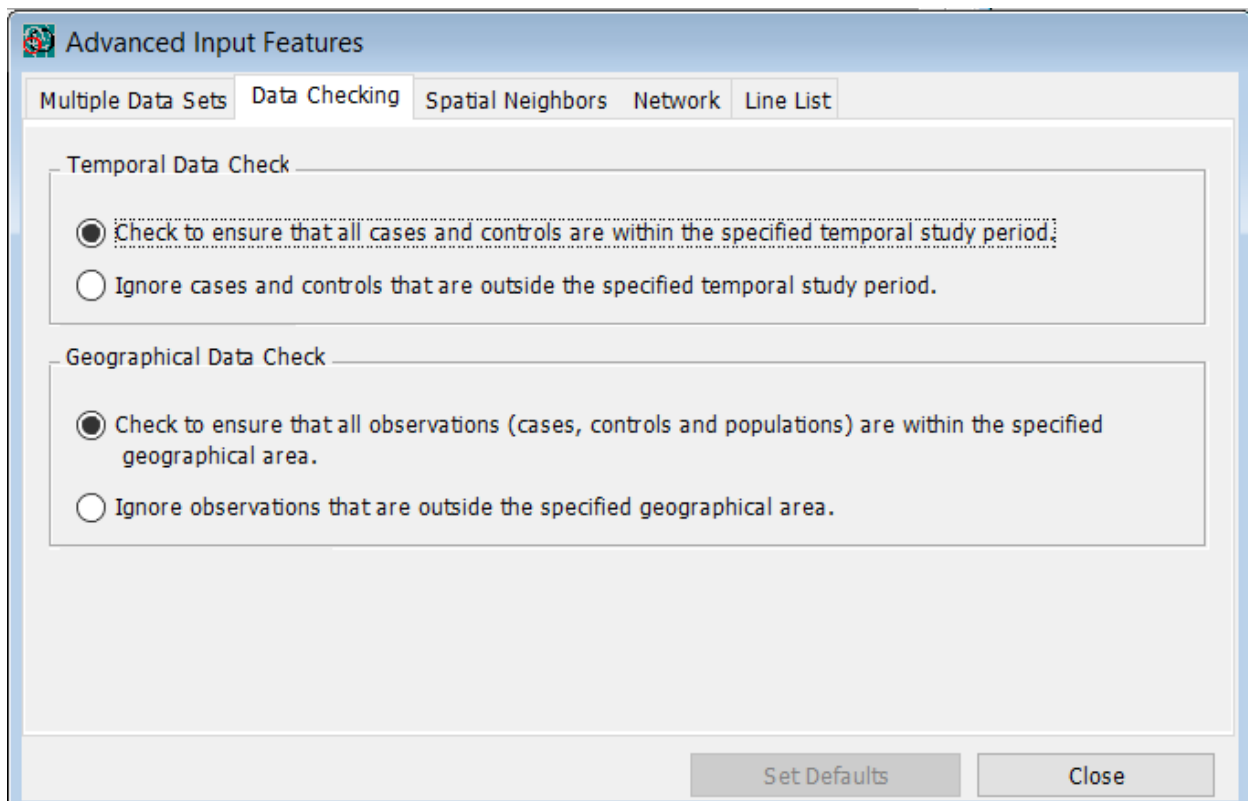 Advanced Input Features
Multiple Data Sets Data Checking Spatial Neighbors Network Line List
Temporal Data Check
Check to ensure that all cases and controls are within the specified temporal study period.
Ignore cases and controls that are outside the specified temporal study period.
Geographical Data Check
Check to ensure that all observations (cases, controls and populations) are within the specified
geographical area.
Ignore observations that are outside the specified geographical area.
Set Defaults Close